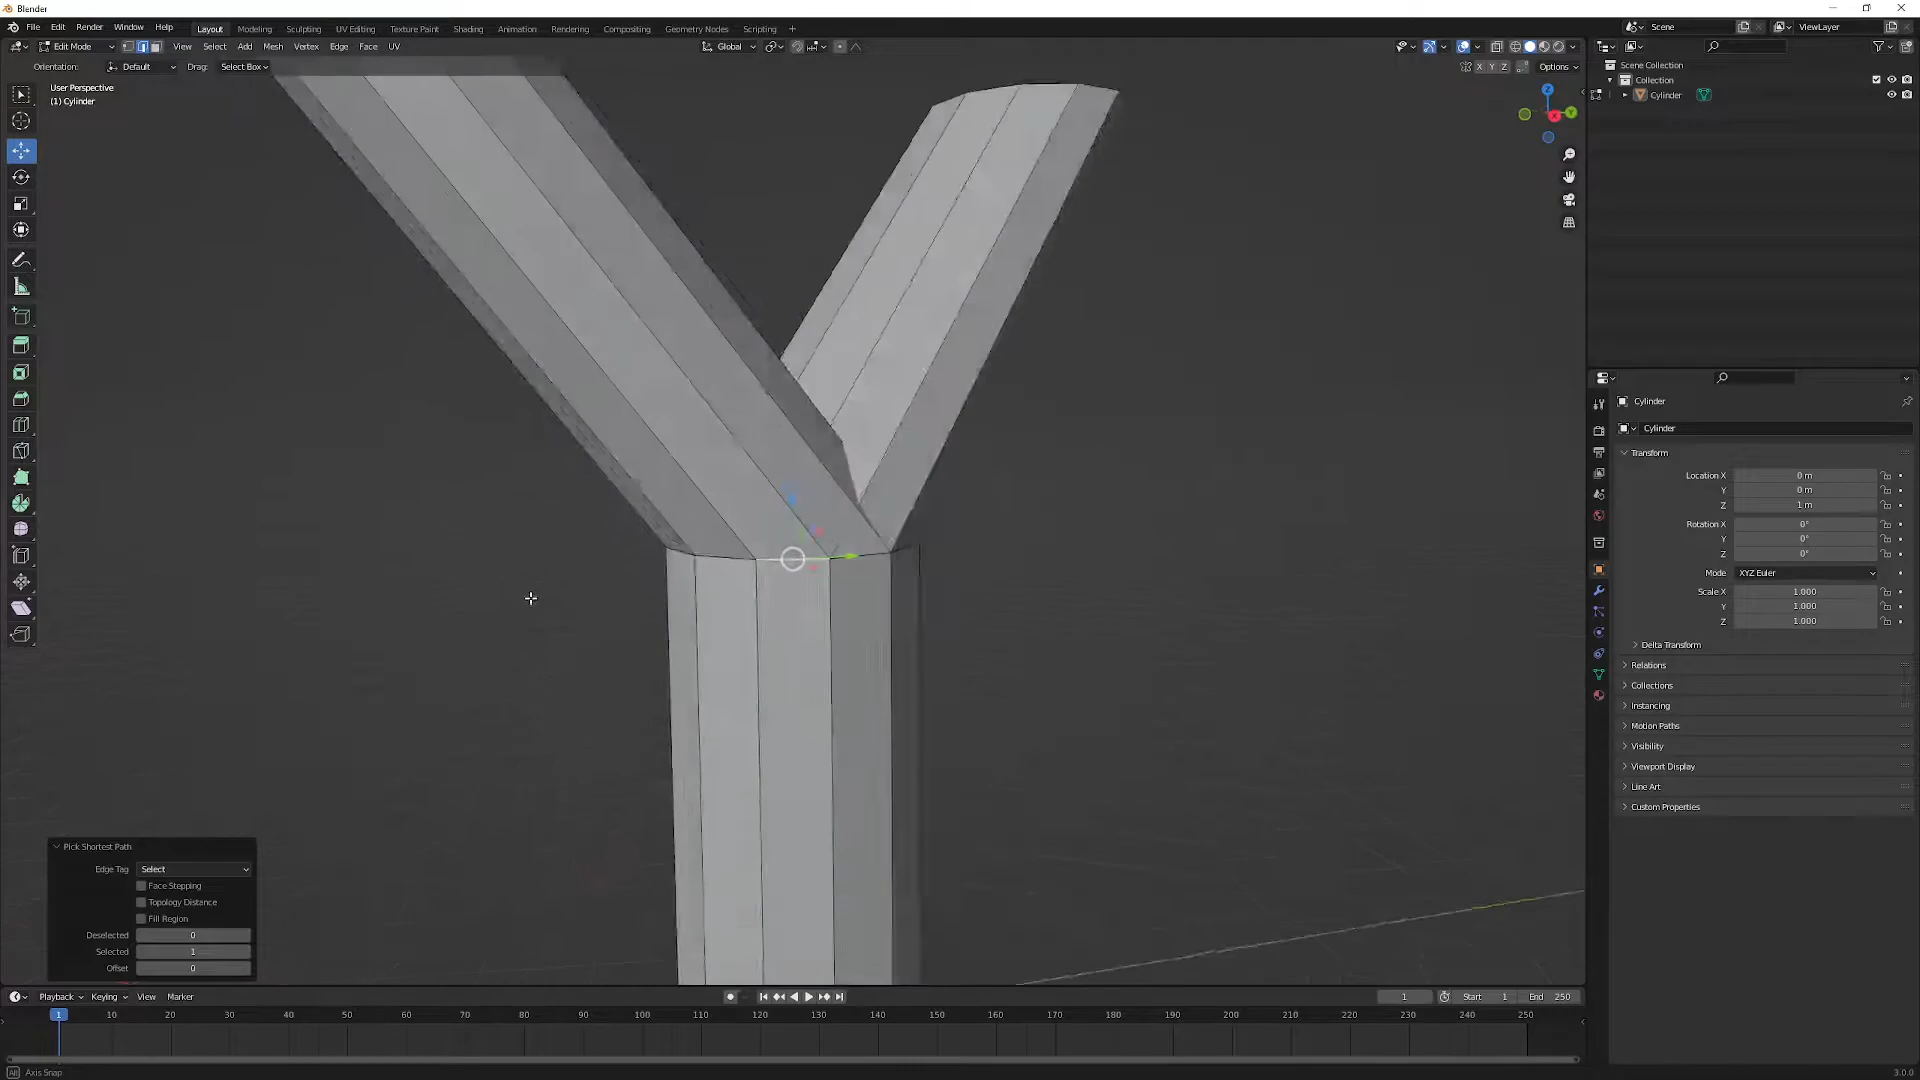 Blender
File Edit Render Window Help
Layout Modeling Sculpting UV Editing Texture Paint Shading Animation Rendering Compositing Geometry Nodes Scripting +
Scene
ViewLayer
Edit Mode View Select Add Mesh Vertex Edge Face UV
Global
Orientation: Default Drag: Select Box
X Y Z Options
User Perspective
(1) Cylinder
Z
Y
X
Scene Collection
Collection
Cylinder
Cylinder
Cylinder
Transform
Location X 0 m
Y 0 m
Z 1 m
Rotation X 0°
Y 0°
Z 0°
Mode XYZ Euler
Scale X 1.000
Y 1.000
Z 1.000
Delta Transform
Relations
Collections
Instancing
Motion Paths
Visibility
Viewport Display
Line Art
Custom Properties
Pick Shortest Path
Edge Tag Select
Face Stepping
Topology Distance
Fill Region
Deselected 0
Selected 1
Offset 0
Playback Keying View Marker
1 Start 1 End 250
1 10 20 30 40 50 60 70 80 90 100 110 120 130 140 150 160 170 180 190 200 210 220 230 240 250
Alt Axis Snap
3.0.0